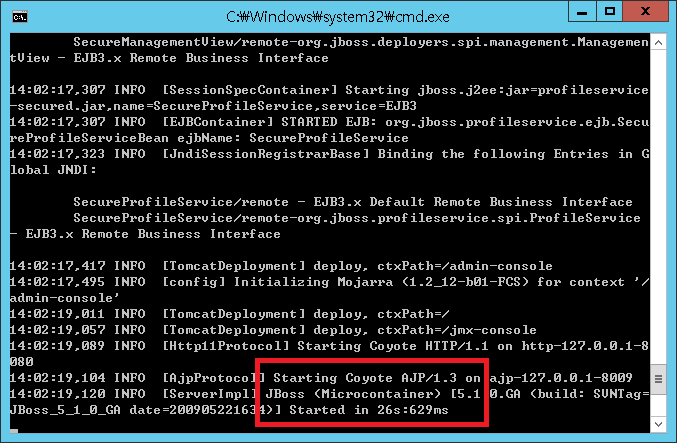 C:₩Windows₩system32₩cmd.exe
SecureManagementView/remote-org.jboss.deployers.spi.management.Managemen
tView - EJB3.x Remote Business Interface
14:02:17,307 INFO  [SessionSpecContainer] Starting jboss.j2ee:jar=profileservice
-secured.jar,name=SecureProfileService,service=EJB3
14:02:17,307 INFO  [EJBContainer] STARTED EJB: org.jboss.profileservice.ejb.Secu
reProfileServiceBean ejbName: SecureProfileService
14:02:17,323 INFO  [JndiSessionRegistrarBase] Binding the following Entries in G
lobal JNDI:
SecureProfileService/remote - EJB3.x Default Remote Business Interface
SecureProfileService/remote-org.jboss.profileservice.spi.ProfileService
- EJB3.x Remote Business Interface
14:02:17,417 INFO  [TomcatDeployment] deploy, ctxPath=/admin-console
14:02:17,495 INFO  [config] Initializing Mojarra (1.2_12-b01-FCS) for context '/
admin-console'
14:02:19,011 INFO  [TomcatDeployment] deploy, ctxPath=/
14:02:19,057 INFO  [TomcatDeployment] deploy, ctxPath=/jmx-console
14:02:19,089 INFO  [Http11Protocol] Starting Coyote HTTP/1.1 on http-127.0.0.1-8
080
14:02:19,104 INFO  [AjpProtocol] Starting Coyote AJP/1.3 on ajp-127.0.0.1-8009
14:02:19,120 INFO  [ServerImpl] JBoss (Microcontainer) [5.1.0.GA (build: SVNTag=
JBoss_5_1_0_GA date=200905221634)] Started in 26s:629ms